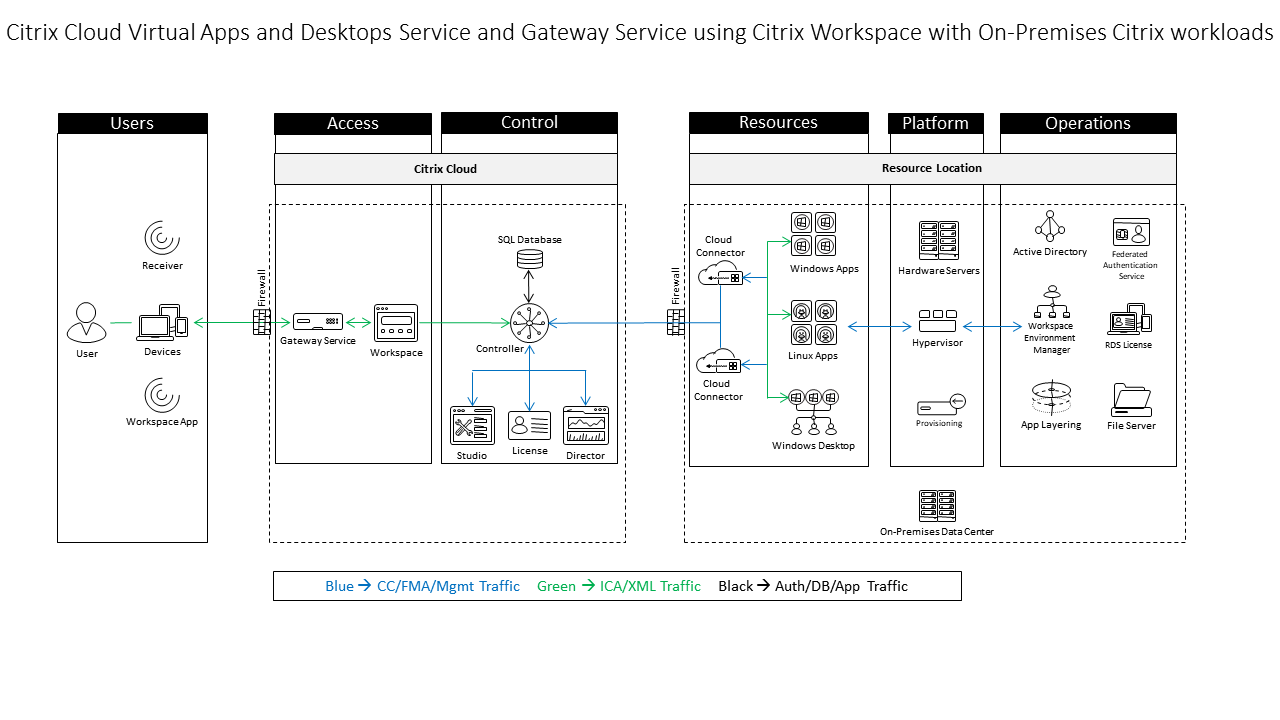 Citrix Cloud Virtual Apps and Desktops Service and Gateway Service using Citrix Workspace with On-Premises Citrix workloads
Users
Access
Control
Resources
Platform
Operations
Citrix Cloud
Resource Location
Receiver
User
Devices
Workspace App
Firewall
Gateway Service
Workspace
SQL Database
Controller
Studio
License
Director
Firewall
Cloud
Connector
Cloud
Connector
Windows Apps
Linux Apps
Windows Desktop
Hardware Servers
Hypervisor
Provisioning
Active Directory
Federated
Authentication
Service
Workspace
Environment
Manager
RDS License
App Layering
File Server
On-Premises Data Center
Blue → CC/FMA/Mgmt Traffic Green → ICA/XML Traffic Black → Auth/DB/App Traffic